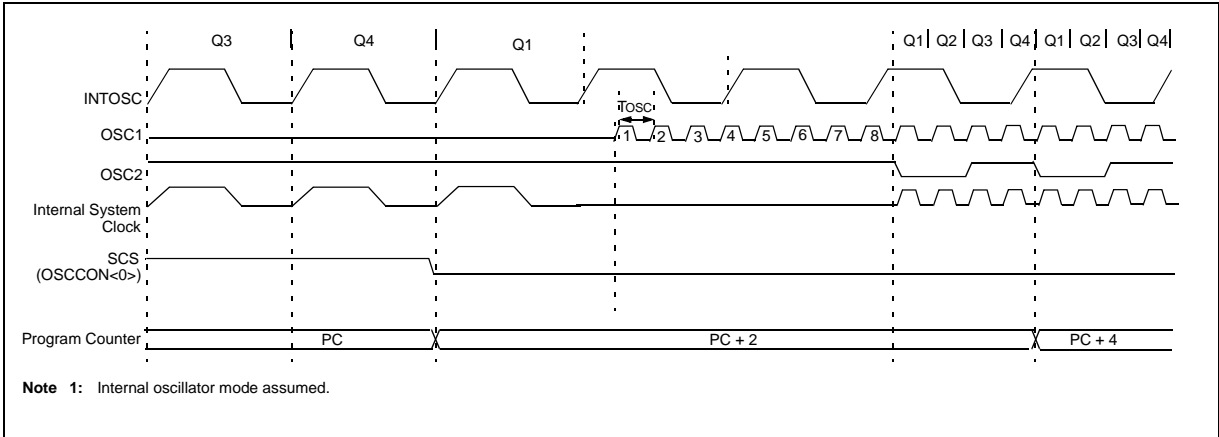 Q3 Q4 Q1 Q1 Q2 Q3 Q4 Q1 Q2 Q3 Q4
INTOSC
TOSC
OSC1
1 2 3 4 5 6 7 8
OSC2
Internal System
Clock
SCS
(OSCCON<0>)
Program Counter
PC PC + 2 PC + 4
Note 1: Internal oscillator mode assumed.